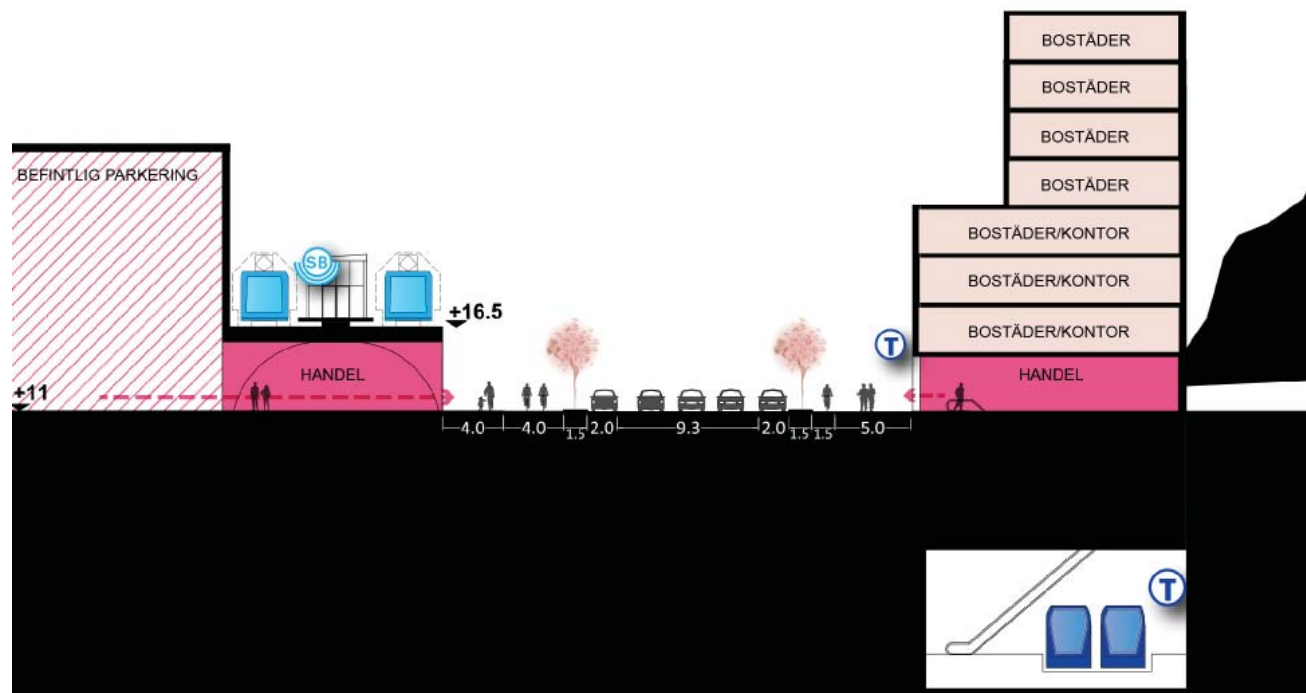 BOSTÄDER
BOSTÄDER
BOSTÄDER
BEFINTLIG PARKERING
BOSTÄDER
BOSTÄDER/KONTOR
SB
BOSTÄDER/KONTOR
+16.5
BOSTÄDER/KONTOR
T
HANDEL
HANDEL
+11
4.0 4.0 1.5 2.0 9.3 2.0 1.5 1.5 5.0
T